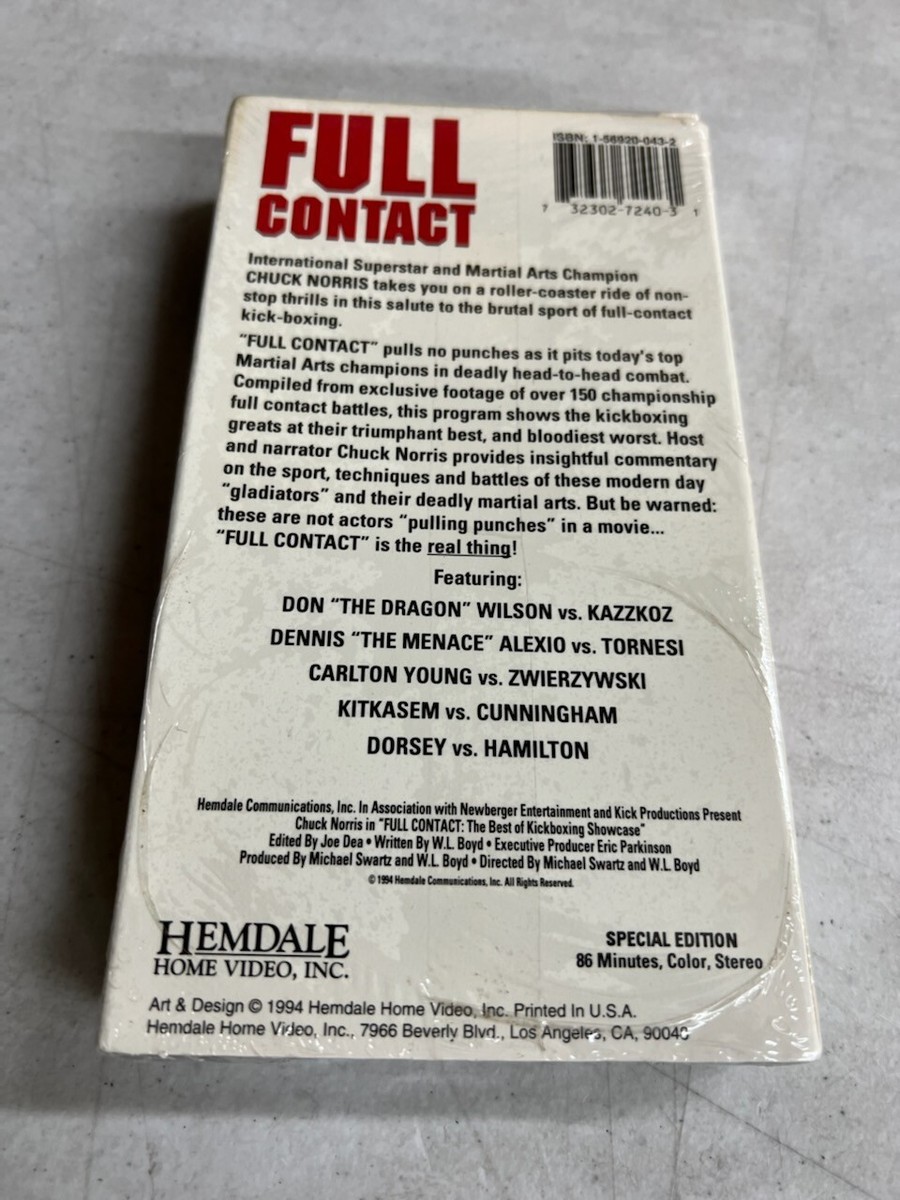 FULL
CONTACT
ISBN: 1-56920-043-2
7 32302-7240-3 1
International Superstar and Martial Arts Champion
CHUCK NORRIS takes you on a roller-coaster ride of non-
stop thrills in this salute to the brutal sport of full-contact
kick-boxing.
"FULL CONTACT" pulls no punches as it pits today's top
Martial Arts champions in deadly head-to-head combat.
Compiled from exclusive footage of over 150 championship
full contact battles, this program shows the kickboxing
greats at their triumphant best, and bloodiest worst. Host
and narrator Chuck Norris provides insightful commentary
on the sport, techniques and battles of these modern day
"gladiators" and their deadly martial arts. But be warned:
these are not actors "pulling punches" in a movie...
"FULL CONTACT" is the real thing!
Featuring:
DON "THE DRAGON" WILSON vs. KAZZKOZ
DENNIS "THE MENACE" ALEXIO vs. TORNESI
CARLTON YOUNG vs. ZWIERZYWSKI
KITKASEM vs. CUNNINGHAM
DORSEY vs. HAMILTON
Hemdale Communications, Inc. In Association with Newberger Entertainment and Kick Productions Present
Chuck Norris in "FULL CONTACT: The Best of Kickboxing Showcase"
Edited By Joe Dea • Written By W.L. Boyd • Executive Producer Eric Parkinson
Produced By Michael Swartz and W.L. Boyd • Directed By Michael Swartz and W.L. Boyd
© 1994 Hemdale Communications, Inc. All Rights Reserved.
HEMDALE
HOME VIDEO, INC.
SPECIAL EDITION
86 Minutes, Color, Stereo
Art & Design © 1994 Hemdale Home Video, Inc. Printed In U.S.A.
Hemdale Home Video, Inc., 7966 Beverly Blvd., Los Angeles, CA, 90048